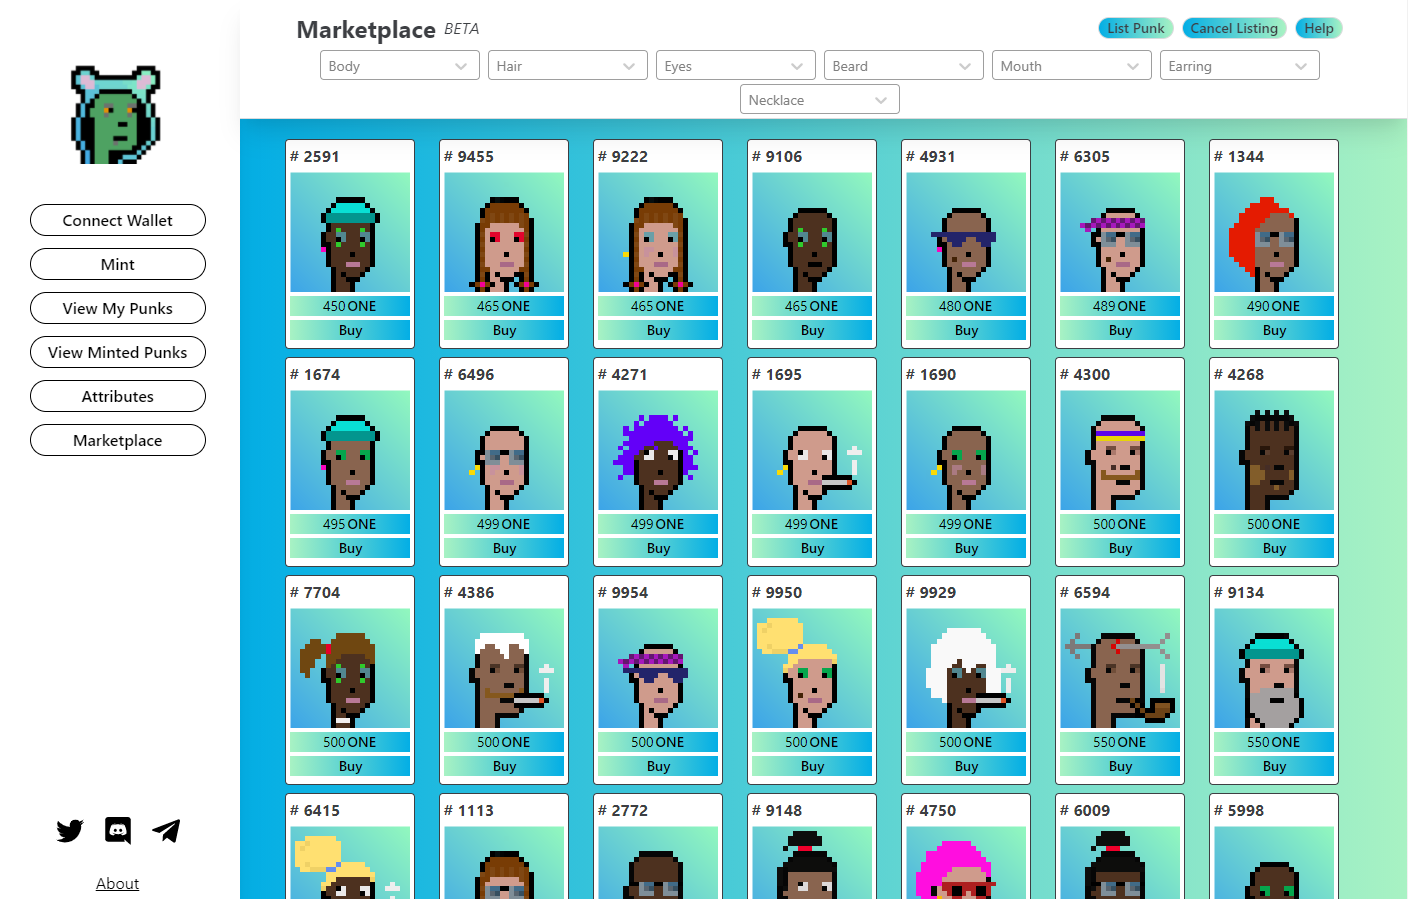 Marketplace BETA
List Punk Cancel Listing Help
Body Hair Eyes Beard Mouth Earring
Necklace
Connect Wallet
Mint
View My Punks
View Minted Punks
Attributes
Marketplace
About
# 2591 # 9455 # 9222 # 9106 # 4931 # 6305 # 1344
450 ONE 465 ONE 465 ONE 465 ONE 480 ONE 489 ONE 490 ONE
Buy Buy Buy Buy Buy Buy Buy
# 1674 # 6496 # 4271 # 1695 # 1690 # 4300 # 4268
495 ONE 499 ONE 499 ONE 499 ONE 499 ONE 500 ONE 500 ONE
Buy Buy Buy Buy Buy Buy Buy
# 7704 # 4386 # 9954 # 9950 # 9929 # 6594 # 9134
500 ONE 500 ONE 500 ONE 500 ONE 500 ONE 550 ONE 550 ONE
Buy Buy Buy Buy Buy Buy Buy
# 6415 # 1113 # 2772 # 9148 # 4750 # 6009 # 5998